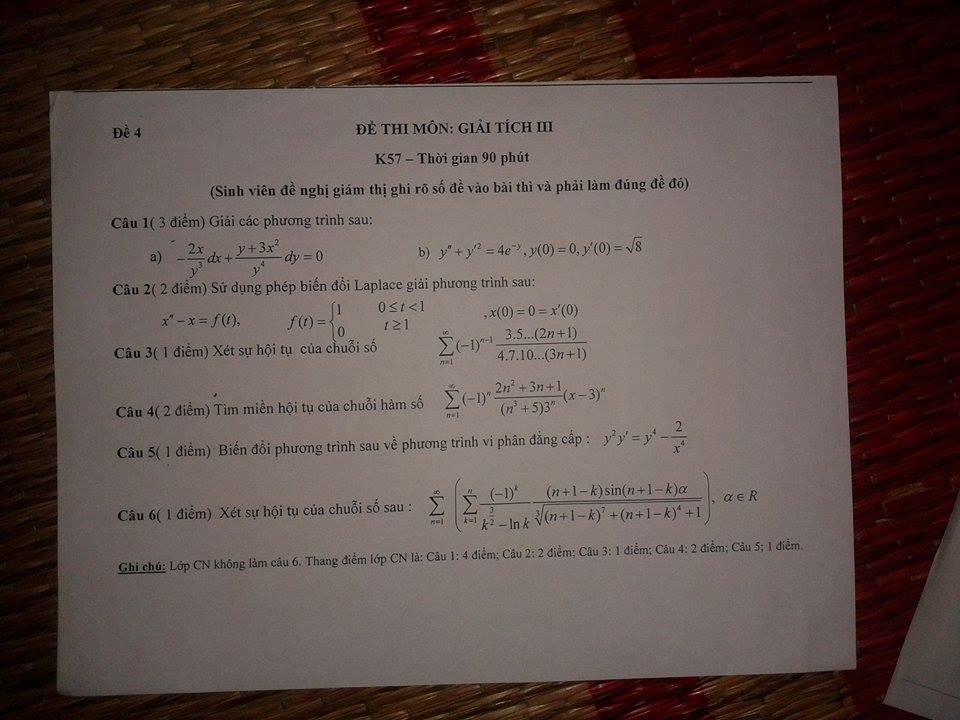 Đề 4
ĐỀ THI MÔN: GIẢI TÍCH III
K57 – Thời gian 90 phút
(Sinh viên đề nghị giám thị ghi rõ số đề vào bài thi và phải làm đúng đề đó)
Câu 1( 3 điểm) Giải các phương trình sau:
a) -\frac{2x}{y^3}dx + \frac{y+3x^2}{y^4}dy = 0 b) y'' + y'^2 = 4e^{-y}, y(0) = 0, y'(0) = \sqrt{8}
Câu 2( 2 điểm) Sử dụng phép biến đổi Laplace giải phương trình sau:
x'' - x = f(t), f(t) = \begin{cases} 1 & 0 ≤ t < 1 \\ 0 & t ≥ 1 \end{cases} , x(0) = 0 = x'(0)
Câu 3( 1 điểm) Xét sự hội tụ của chuỗi số \sum_{n=1}^{∞} (-1)^{n-1} \frac{3.5...(2n+1)}{4.7.10...(3n+1)}
Câu 4( 2 điểm) Tìm miền hội tụ của chuỗi hàm số \sum_{n=1}^{∞} (-1)^n \frac{2n^2+3n+1}{(n^3+5)3^n}(x-3)^n
Câu 5( 1 điểm) Biến đổi phương trình sau về phương trình vi phân đẳng cấp : y^2y' = y^4 - \frac{2}{x^4}
Câu 6( 1 điểm) Xét sự hội tụ của chuỗi số sau : \sum_{n=1}^{∞} \left( \sum_{k=1}^{n} \frac{(-1)^k}{k^{\frac{3}{2}} - \ln k} \frac{(n+1-k)\sin(n+1-k)α}{\sqrt[3]{(n+1-k)^7+(n+1-k)^4+1}} \right), α ∈ R
Ghi chú: Lớp CN không làm câu 6. Thang điểm lớp CN là: Câu 1: 4 điểm; Câu 2: 2 điểm; Câu 3: 1 điểm; Câu 4: 2 điểm; Câu 5; 1 điểm.